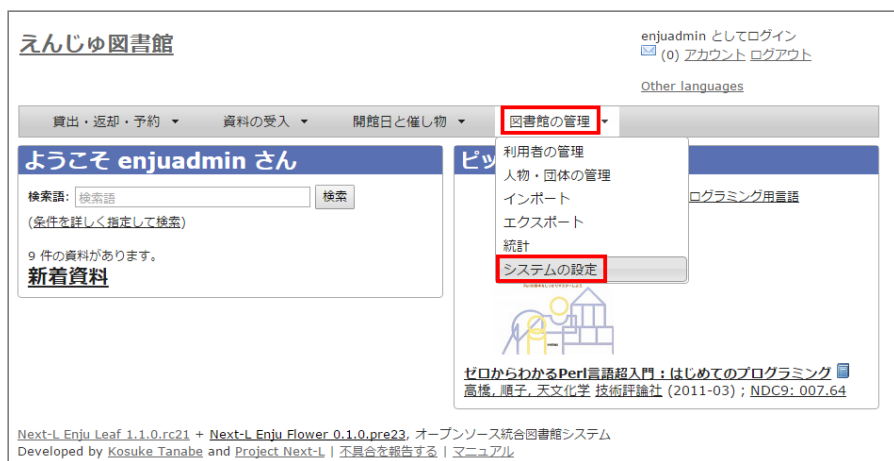 えんじゅ図書館
enjuadmin としてログイン
(0) アカウント ログアウト
Other languages
貸出・返却・予約 ▼ 資料の受入 ▼ 開館日と催し物 ▼ 図書館の管理 ▼
ようこそ enjuadmin さん
検索語: 検索語 検索
(条件を詳しく指定して検索)
9 件の資料があります。
新着資料
ピッ
利用者の管理
人物・団体の管理
インポート
エクスポート
統計
システムの設定
ログラミング用言語
ゼロからわかるPerl言語超入門 : はじめてのプログラミング
高橋, 順子, 天文化学 技術評論社 (2011-03) ; NDC9: 007.64
Next-L Enju Leaf 1.1.0.rc21 + Next-L Enju Flower 0.1.0.pre23, オープンソース統合図書館システム
Developed by Kosuke Tanabe and Project Next-L | 不具合を報告する | マニュアル